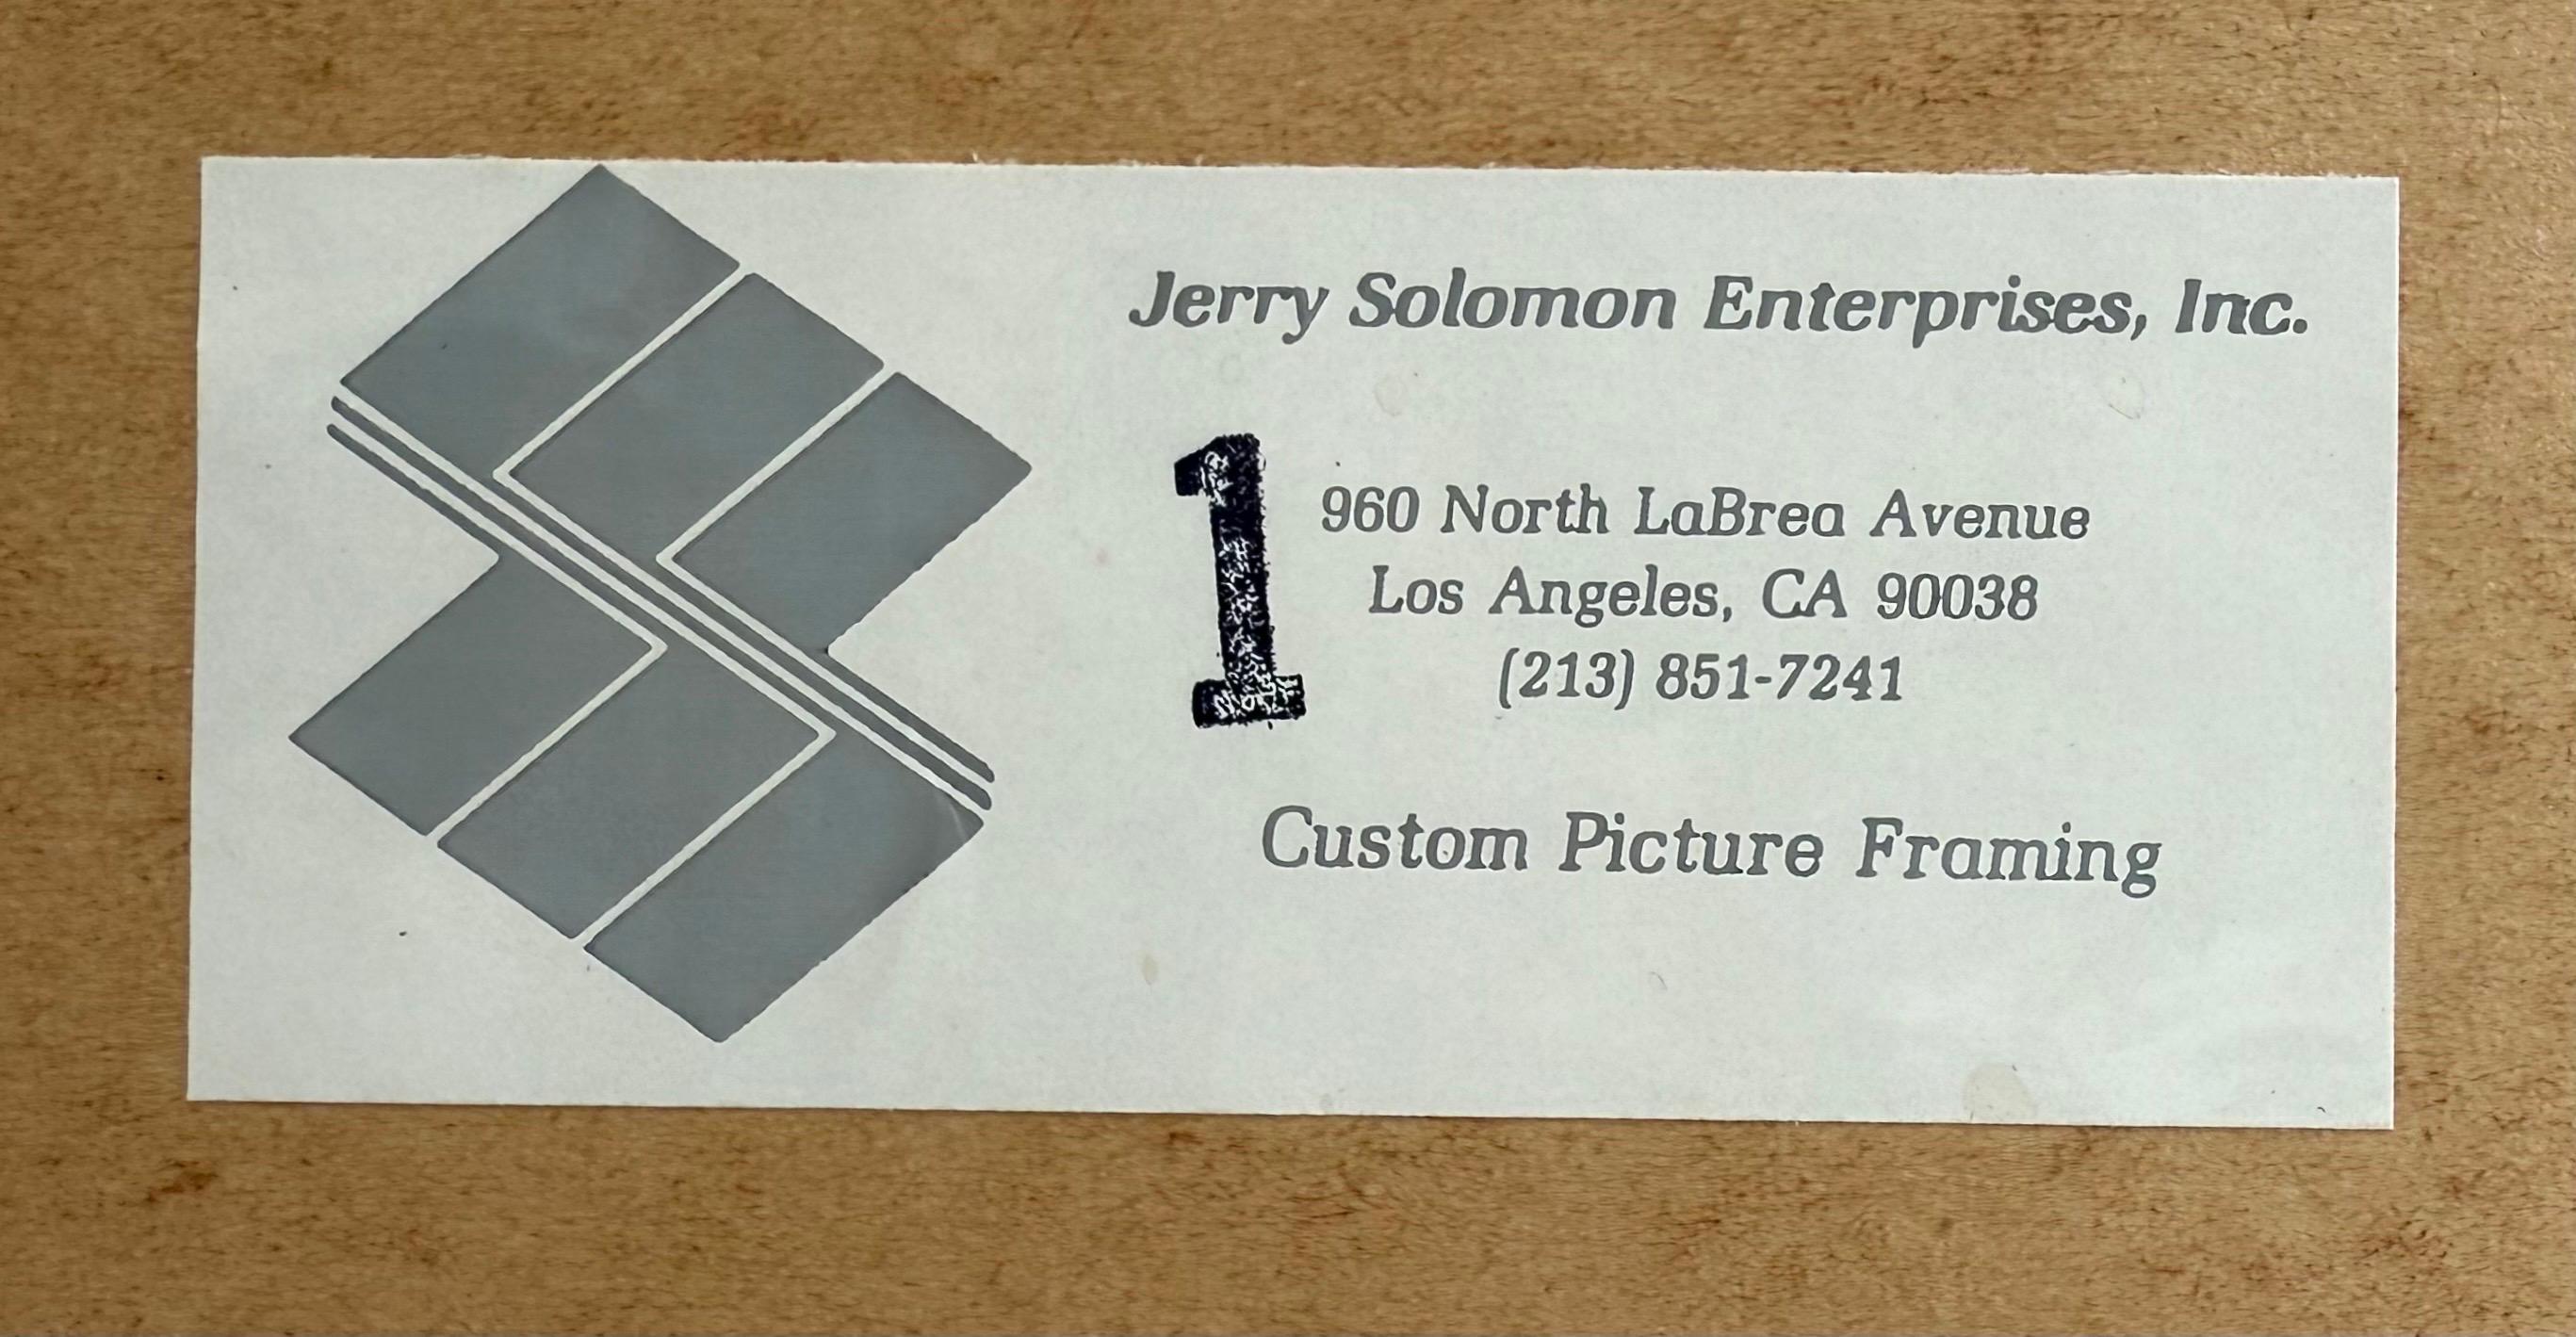 Jerry Solomon Enterprises, Inc.
1
960 North LaBrea Avenue
Los Angeles, CA 90038
(213) 851-7241
Custom Picture Framing